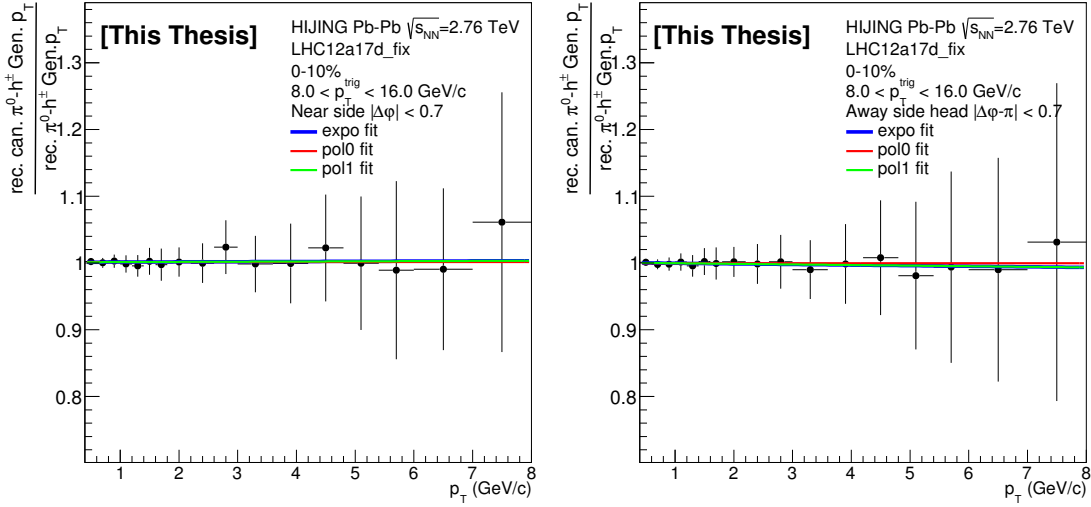 rec. can. π⁰-h± Gen. p_T
rec. π⁰-h± Gen.p_T
[This Thesis]
HIJING Pb-Pb √s_NN=2.76 TeV
LHC12a17d_fix
0-10%
8.0 < p_T^trig < 16.0 GeV/c
Near side |Δφ| < 0.7
expo fit
pol0 fit
pol1 fit
1.3
1.2
1.1
1
0.9
0.8
1 2 3 4 5 6 7 8
p_T (GeV/c)
rec. can. π⁰-h± Gen. p_T
rec. π⁰-h± Gen.p_T
[This Thesis]
HIJING Pb-Pb √s_NN=2.76 TeV
LHC12a17d_fix
0-10%
8.0 < p_T^trig < 16.0 GeV/c
Away side head |Δφ-π| < 0.7
expo fit
pol0 fit
pol1 fit
1.3
1.2
1.1
1
0.9
0.8
1 2 3 4 5 6 7 8
p_T (GeV/c)